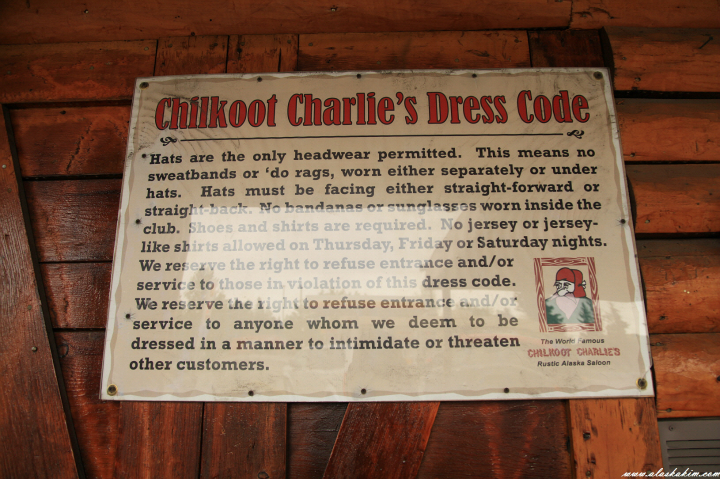 Chilkoot Charlie's Dress Code
Hats are the only headwear permitted. This means no
sweatbands or 'do rags, worn either separately or under
hats. Hats must be facing either straight-forward or
straight-back. No bandanas or sunglasses worn inside the
club. Shoes and shirts are required. No jersey or jersey-
like shirts allowed on Thursday, Friday or Saturday nights.
We reserve the right to refuse entrance and/or
service to those in violation of this dress code.
We reserve the right to refuse entrance and/or
service to anyone whom we deem to be
dressed in a manner to intimidate or threaten
other customers.
The World Famous
CHILKOOT CHARLIE'S
Rustic Alaska Saloon
www.alaskakim.com